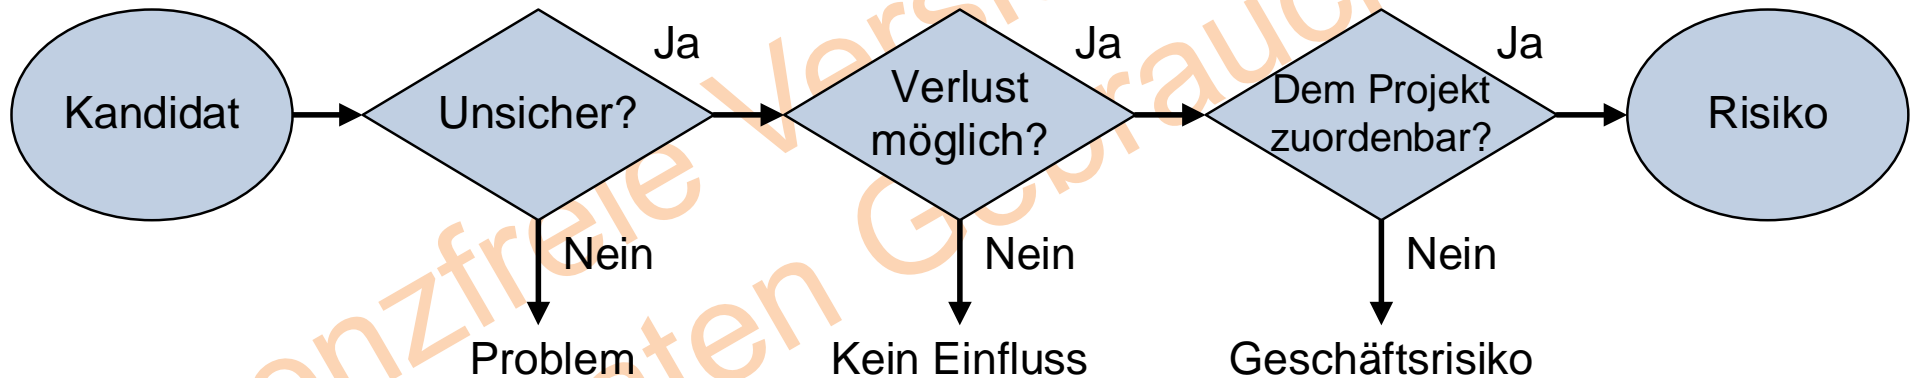 Kandidat
Unsicher?
Ja
Verlust
möglich?
Ja
Dem Projekt
zuordenbar?
Ja
Risiko
Nein
Nein
Nein
Problem
Kein Einfluss
Geschäftsrisiko